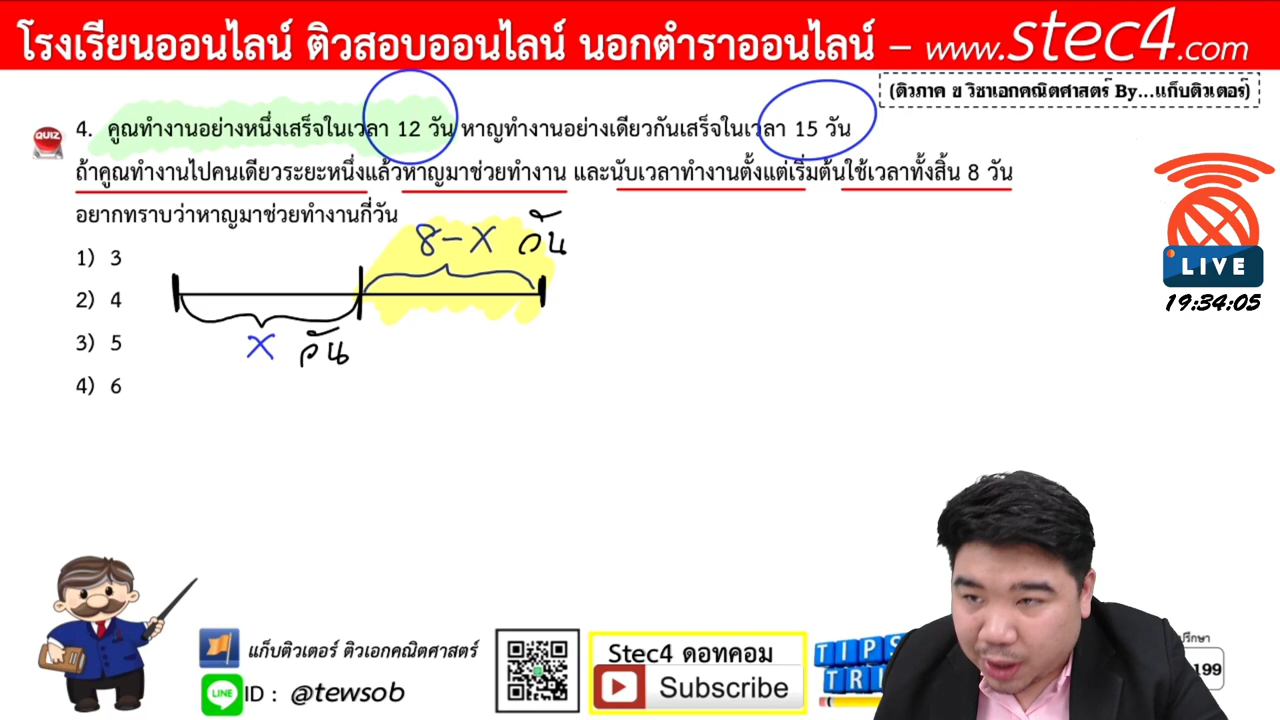 โรงเรียนออนไลน์ ติวสอบออนไลน์ นอกตำราออนไลน์ – www.stec4.com
(ติวภาค ข วิชาเอกคณิตศาสตร์ By...แก็บติวเตอร์)
QUIZ
4. คูณทำงานอย่างหนึ่งเสร็จในเวลา 12 วัน หาญทำงานอย่างเดียวกันเสร็จในเวลา 15 วัน
ถ้าคูณทำงานไปคนเดียวระยะหนึ่งแล้วหาญมาช่วยทำงาน และนับเวลาทำงานตั้งแต่เริ่มต้นใช้เวลาทั้งสิ้น 8 วัน
อยากทราบว่าหาญมาช่วยทำงานกี่วัน
8-x วัน
1) 3
2) 4
3) 5
4) 6
x วัน
LIVE
19:34:05
แก็บติวเตอร์ ติวเอกคณิตศาสตร์
LINE ID : @tewsob
Stec4 ดอทคอม
Subscribe
TIPS
ปรึกษา
199